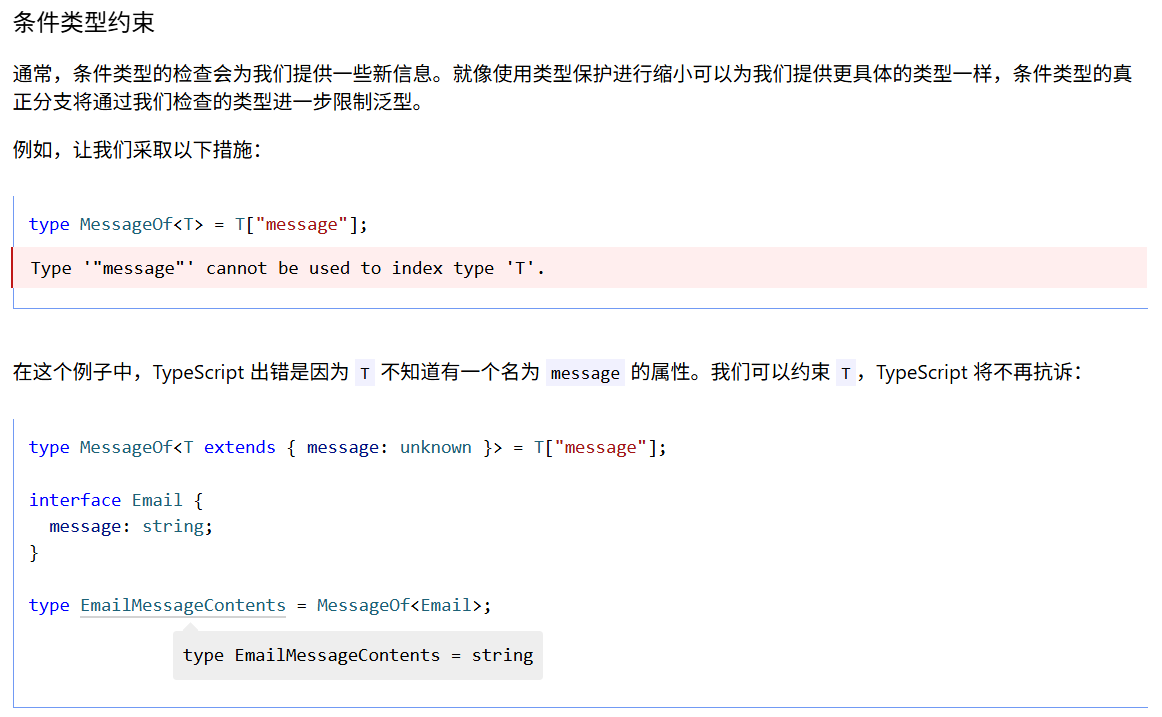 条件类型约束
通常，条件类型的检查会为我们提供一些新信息。就像使用类型保护进行缩小可以为我们提供更具体的类型一样，条件类型的真
正分支将通过我们检查的类型进一步限制泛型。
例如，让我们采取以下措施：
type MessageOf<T> = T["message"];
Type '"message"' cannot be used to index type 'T'.
在这个例子中，TypeScript 出错是因为 T 不知道有一个名为 message 的属性。我们可以约束 T，TypeScript 将不再抗诉：
type MessageOf<T extends { message: unknown }> = T["message"];
interface Email {
  message: string;
}
type EmailMessageContents = MessageOf<Email>;
type EmailMessageContents = string